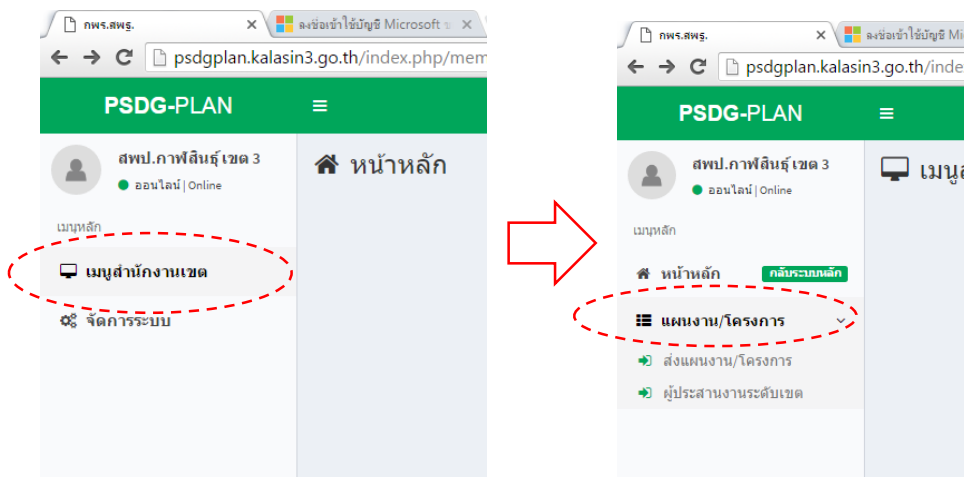 กพร.สพฐ.
ลงชื่อเข้าใช้บัญชี Microsoft
psdgplan.kalasin3.go.th/index.php/mem
PSDG-PLAN
สพป.กาฬสินธุ์ เขต 3
ออนไลน์ | Online
หน้าหลัก
เมนูหลัก
เมนูสำนักงานเขต
จัดการระบบ
กพร.สพฐ.
ลงชื่อเข้าใช้บัญชี Mi
psdgplan.kalasin3.go.th/inde
PSDG-PLAN
สพป.กาฬสินธุ์ เขต 3
ออนไลน์ | Online
เมนู
เมนูหลัก
หน้าหลัก กลับระบบหลัก
แผนงาน/โครงการ
ส่งแผนงาน/โครงการ
ผู้ประสานงานระดับเขต